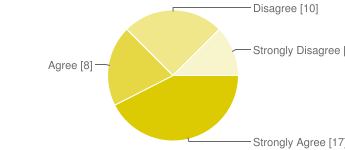 Disagree [10]
Strongly Disagree [
Agree [8]
Strongly Agree [17]